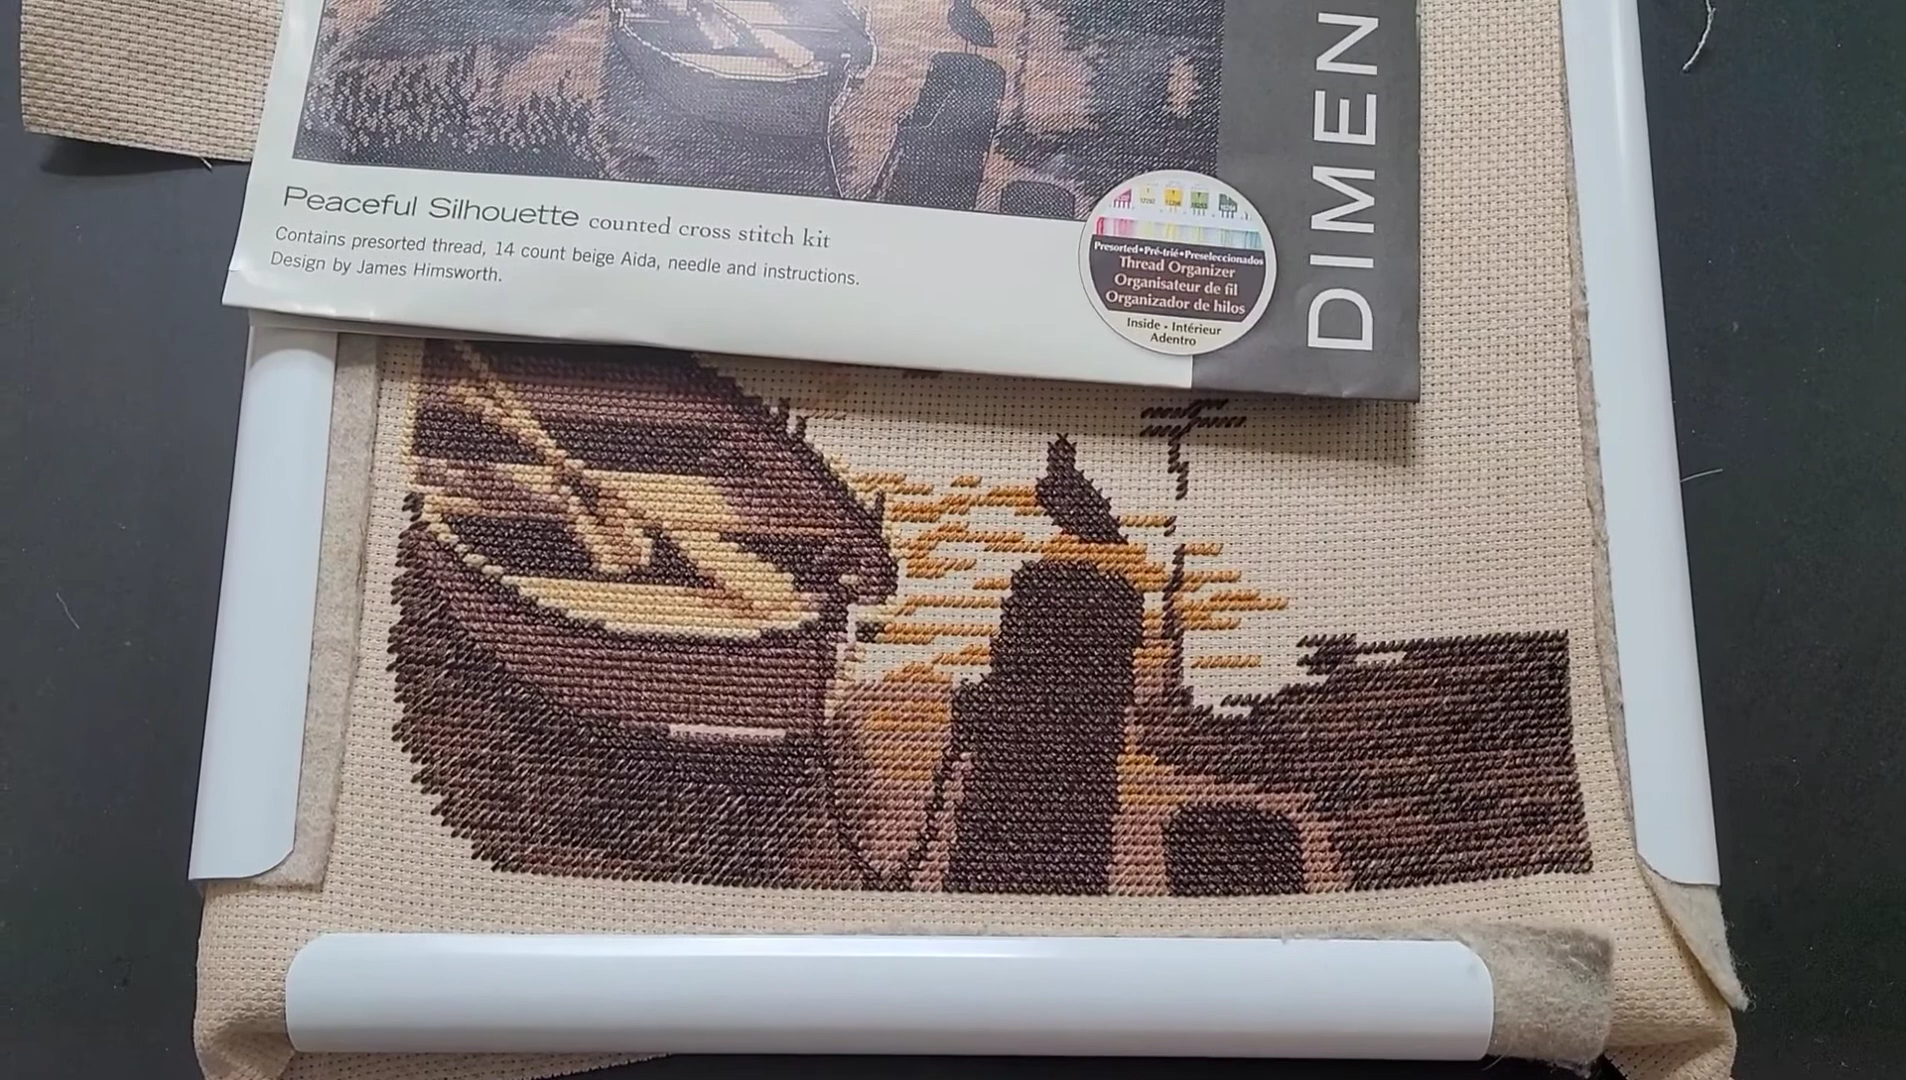 Peaceful Silhouette counted cross stitch kit
Contains presorted thread, 14 count beige Aida, needle and instructions.
Design by James Himsworth.
Presorted•Pré-trié•Preseleccionados
Thread Organizer
Organisateur de fil
Organizador de hilos
Inside - Intérieur
Adentro
DIMEN